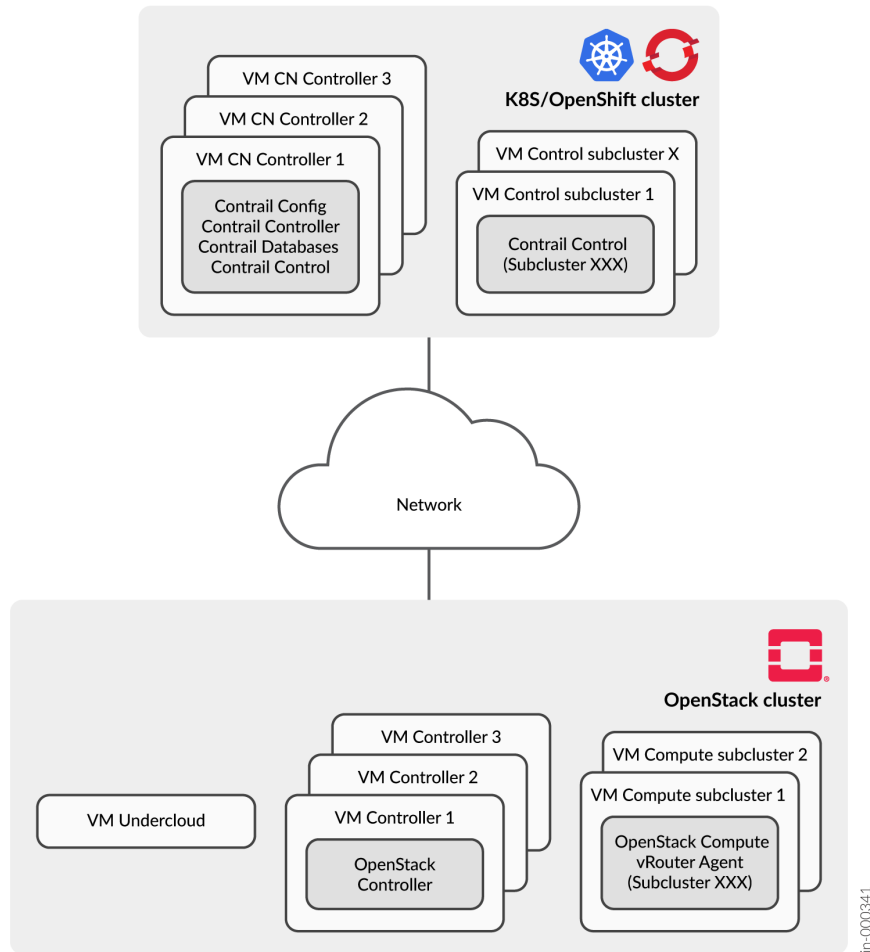 K8S/OpenShift cluster
VM CN Controller 3
VM CN Controller 2
VM CN Controller 1
Contrail Config
Contrail Controller
Contrail Databases
Contrail Control
VM Control subcluster X
VM Control subcluster 1
Contrail Control
(Subcluster XXX)
Network
OpenStack cluster
VM Undercloud
VM Controller 3
VM Controller 2
VM Controller 1
OpenStack
Controller
VM Compute subcluster 2
VM Compute subcluster 1
OpenStack Compute
vRouter Agent
(Subcluster XXX)
jn-000341